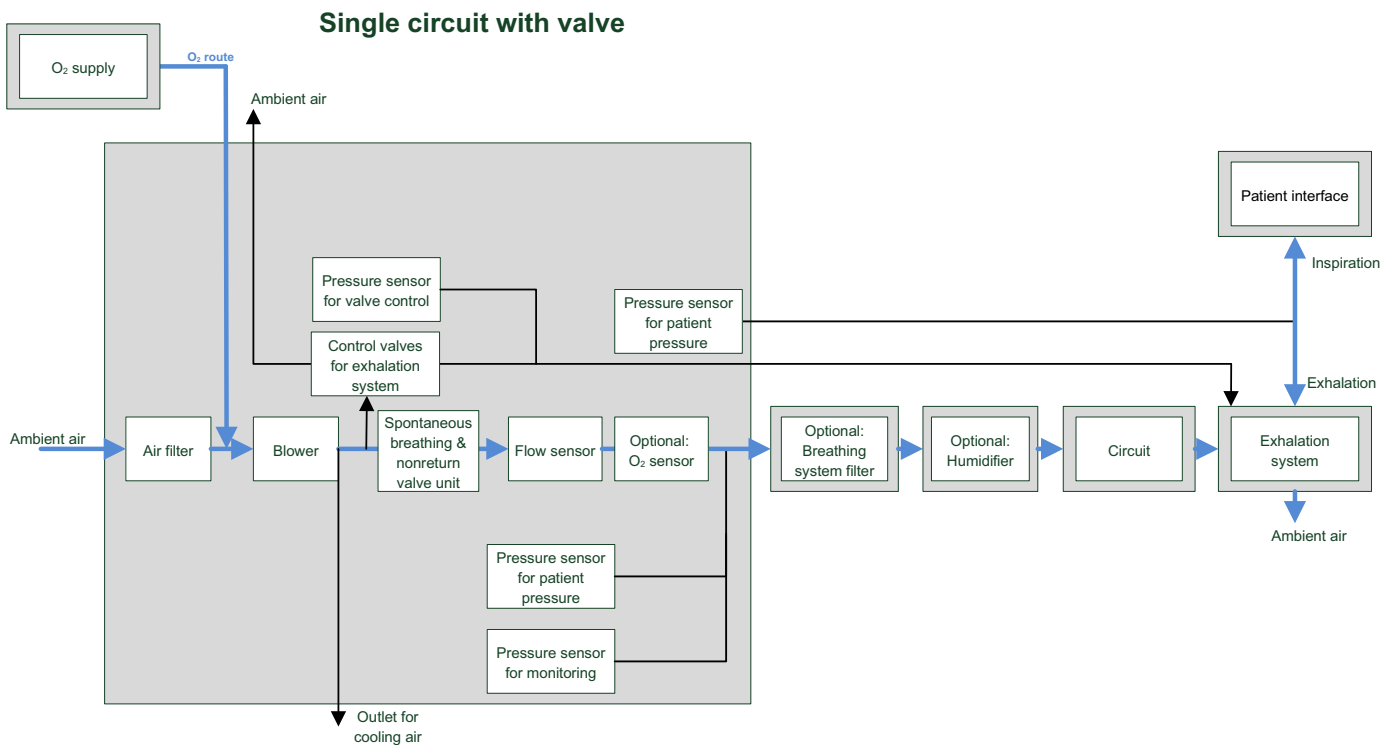 Single circuit with valve
O₂ supply
O₂ route
Ambient air
Patient interface
Inspiration
Pressure sensor
for valve control
Pressure sensor
for patient
pressure
Control valves
for exhalation
system
Exhalation
Ambient air
Air filter
Blower
Spontaneous
breathing &
nonreturn
valve unit
Flow sensor
Optional:
O₂ sensor
Optional:
Breathing
system filter
Optional:
Humidifier
Circuit
Exhalation
system
Ambient air
Pressure sensor
for patient
pressure
Pressure sensor
for monitoring
Outlet for
cooling air